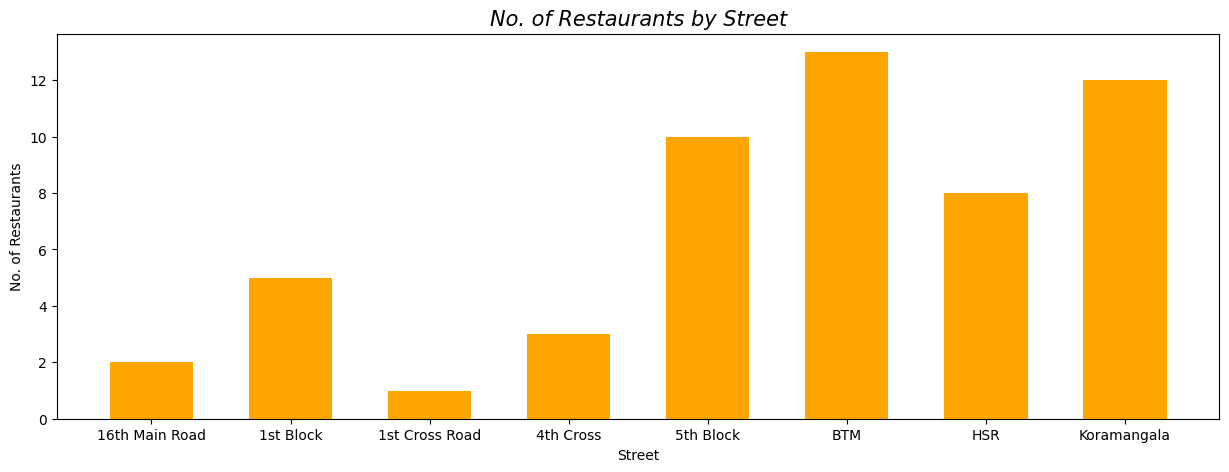 No. of Restaurants by Street
No. of Restaurants
12
10
8
6
4
2
0
16th Main Road
1st Block
1st Cross Road
4th Cross
5th Block
BTM
HSR
Koramangala
Street